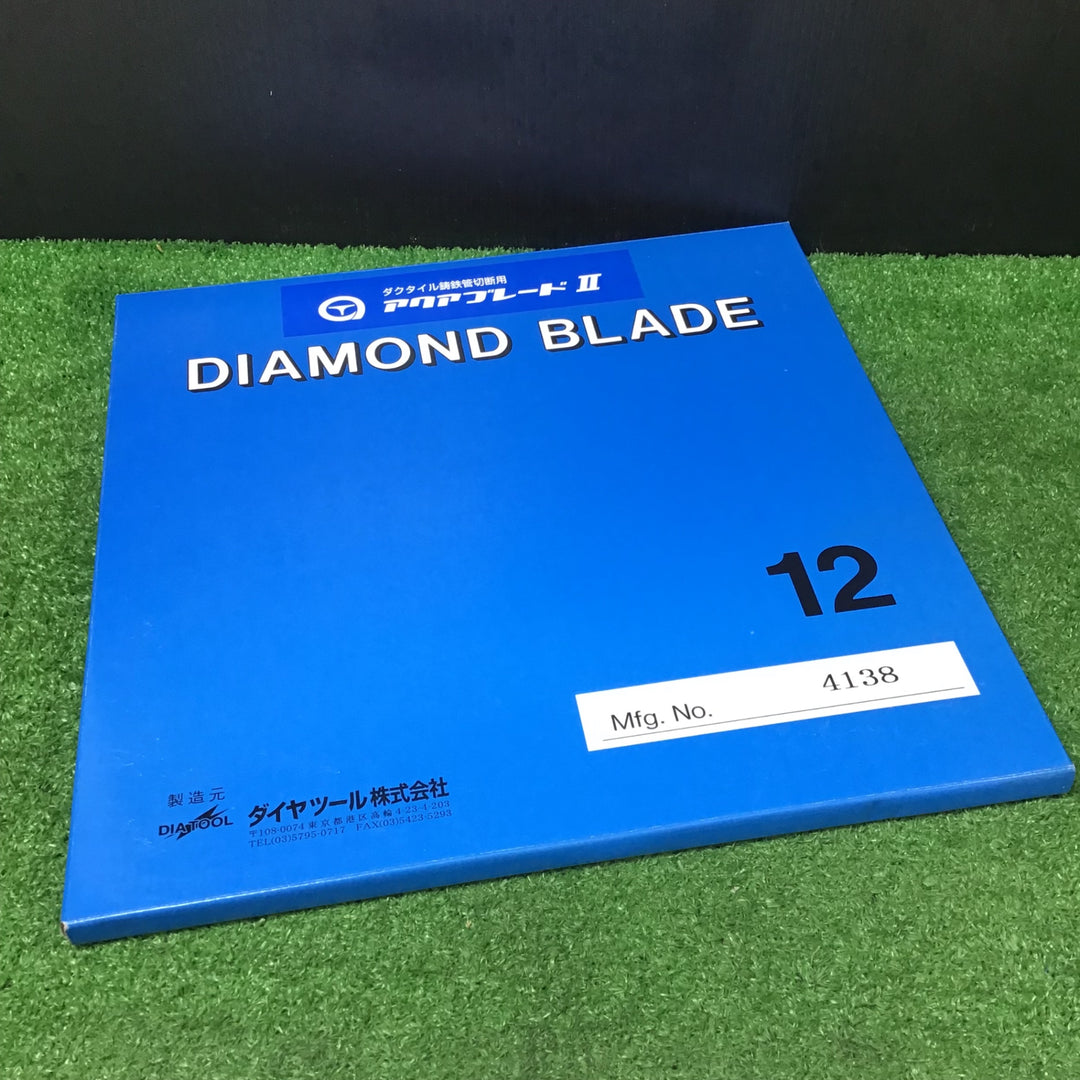 ダクタイル鋳鉄管切断用
アクアブレード II
DIAMOND BLADE
12
Mfg. No. 4138
製造元
DIATOOL ダイヤツール株式会社
〒108-0074 東京都港区高輪4-23-4-203
TEL(03)5795-0717 FAX(03)5423-5293